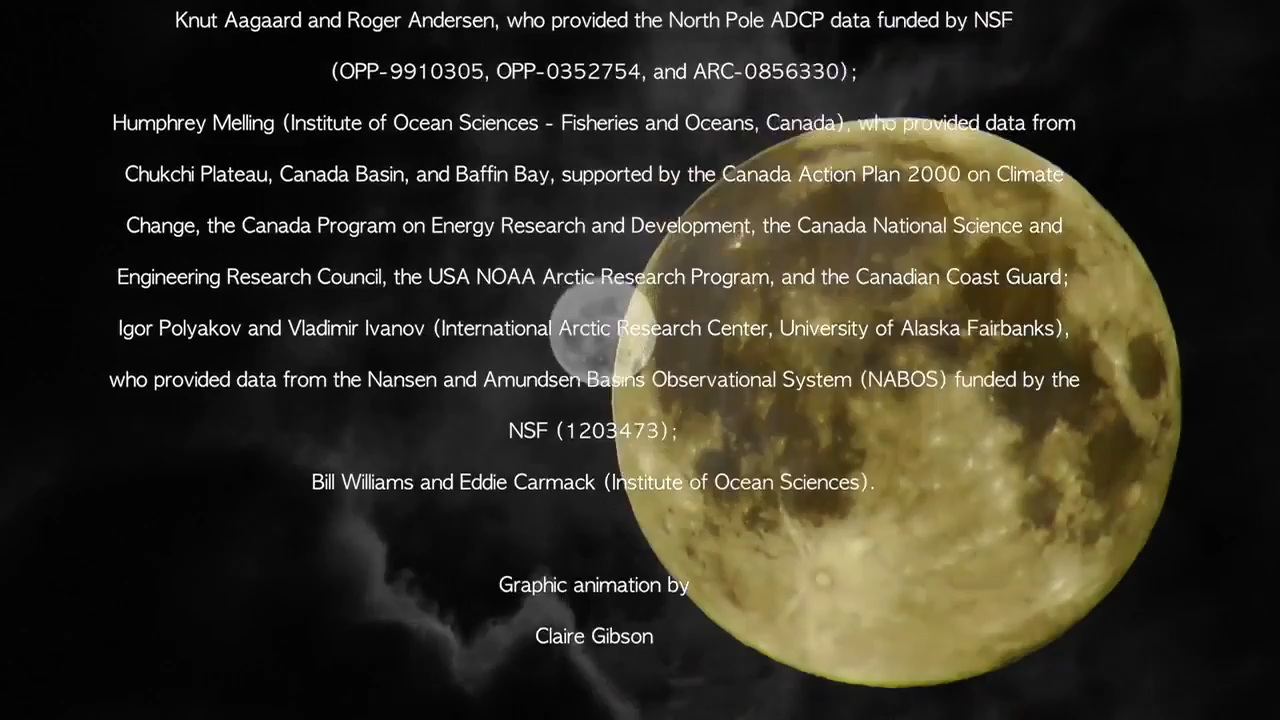 Knut Aagaard and Roger Andersen, who provided the North Pole ADCP data funded by NSF
(OPP-9910305, OPP-0352754, and ARC-0856330);
Humphrey Melling (Institute of Ocean Sciences - Fisheries and Oceans, Canada), who provided data from
Chukchi Plateau, Canada Basin, and Baffin Bay, supported by the Canada Action Plan 2000 on Climate
Change, the Canada Program on Energy Research and Development, the Canada National Science and
Engineering Research Council, the USA NOAA Arctic Research Program, and the Canadian Coast Guard;
Igor Polyakov and Vladimir Ivanov (International Arctic Research Center, University of Alaska Fairbanks),
who provided data from the Nansen and Amundsen Basins Observational System (NABOS) funded by the
NSF (1203473);
Bill Williams and Eddie Carmack (Institute of Ocean Sciences).
Graphic animation by
Claire Gibson